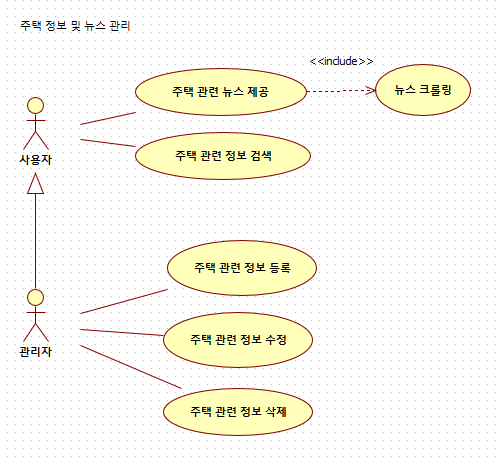 주택 정보 및 뉴스 관리
<<include>>
주택 관련 뉴스 제공
뉴스 크롤링
주택 관련 정보 검색
사용자
주택 관련 정보 등록
주택 관련 정보 수정
관리자
주택 관련 정보 삭제